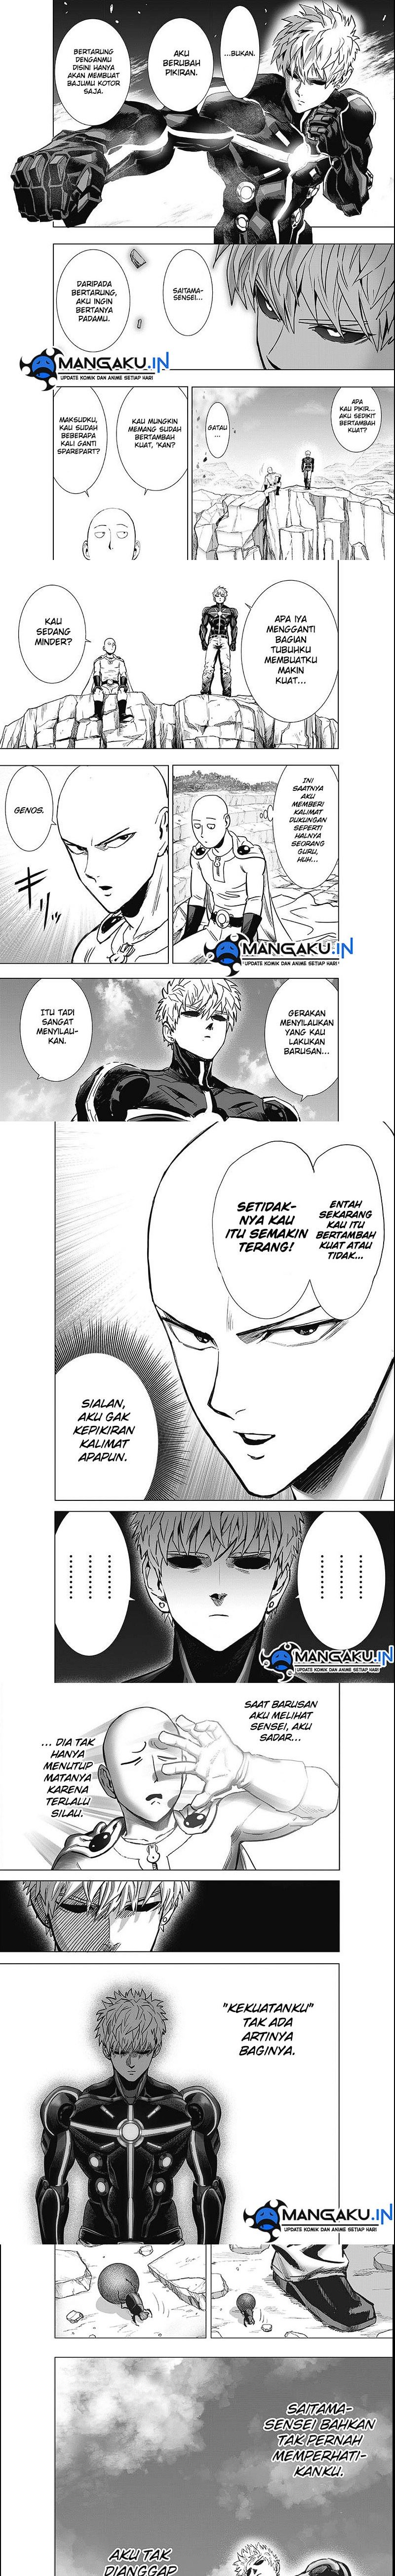 ...BUKAN.
AKU
BERUBAH
PIKIRAN.
BERTARUNG
DENGANMU
DISINI HANYA
AKAN MEMBUAT
BAJUMU KOTOR
SAJA.
SAITAMA-
SENSEI...
DARIPADA
BERTARUNG,
AKU INGIN
BERTANYA
PADAMU.
MANGAKU.IN
UPDATE KOMIK DAN ANIME SETIAP HARI
APA
KAU PIKIR...
AKU SEDIKIT
BERTAMBAH
KUAT?
GATAU
...
KAU MUNGKIN
MEMANG SUDAH
BERTAMBAH
KUAT, 'KAN?
MAKSUDKU,
KAU SUDAH
BEBERAPA
KALI GANTI
SPAREPART?
APA IYA
MENGGANTI
BAGIAN
TUBUHKU
MEMBUATKU
MAKIN
KUAT...
KAU
SEDANG
MINDER?
INI
SAATNYA
AKU
MEMBERI
KALIMAT
DUKUNGAN
SEPERTI
HALNYA
SEORANG
GURU,
HUH...
GENOS.
ギッ
MANGAKU.IN
UPDATE KOMIK DAN ANIME SETIAP HARI
GERAKAN
MENYILAUKAN
YANG KAU
LAKUKAN
BARUSAN...
ITU TADI
SANGAT
MENYILAU-
KAN.
ENTAH
SEKARANG
KAU ITU
BERTAMBAH
KUAT ATAU
TIDAK...
SETIDAK-
NYA KAU
ITU SEMAKIN
TERANG!
SIALAN,
AKU GAK
KEPIKIRAN
KALIMAT
APAPUN.
MANGAKU.IN
UPDATE KOMIK DAN ANIME SETIAP HARI
SAAT BARUSAN
AKU MELIHAT
SENSEI, AKU
SADAR...
... DIA TAK
HANYA
MENUTUP
MATANYA
KARENA
TERLALU
SILAU.
"KEKUATANKU"
TAK ADA
ARTINYA
BAGINYA.
MANGAKU.IN
UPDATE KOMIK DAN ANIME SETIAP HARI
SAITAMA-
SENSEI BAHKAN
TAK PERNAH
MEMPERHATI-
KANKU.
AKU TAK
DIANGGAP